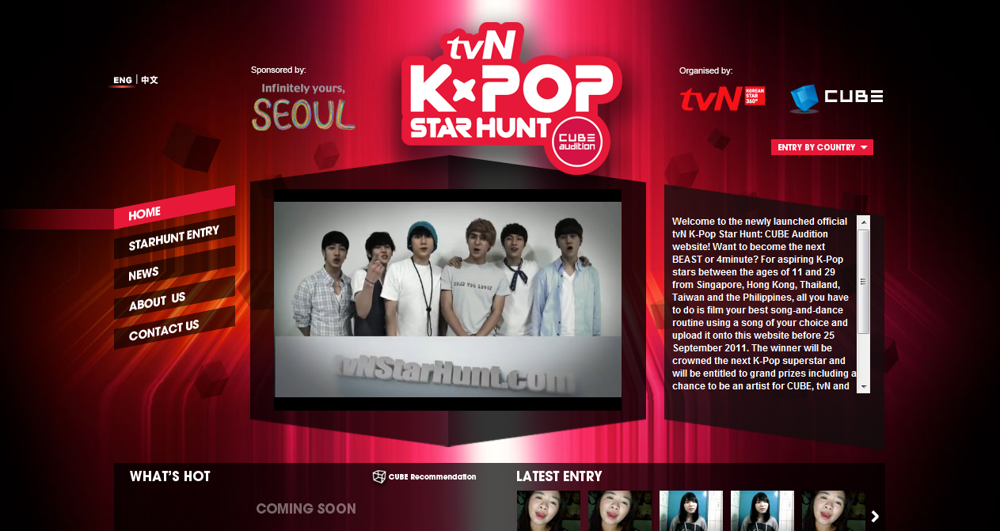 tvN
K-POP
STAR HUNT
CUBE
audition
ENG | 中文
Sponsored by:
Infinitely yours,
SEOUL
Organised by:
tvN KOREAN
STAR
360°
CUBE
ENTRY BY COUNTRY
HOME
STARHUNT ENTRY
NEWS
ABOUT US
CONTACT US
tvNStarHunt.com
Welcome to the newly launched official
tvN K-Pop Star Hunt: CUBE Audition
website! Want to become the next
BEAST or 4minute? For aspiring K-Pop
stars between the ages of 11 and 29
from Singapore, Hong Kong, Thailand,
Taiwan and the Philippines, all you have
to do is film your best song-and-dance
routine using a song of your choice and
upload it onto this website before 25
September 2011. The winner will be
crowned the next K-Pop superstar and
will be entitled to grand prizes including a
chance to be an artist for CUBE, tvN and
WHAT'S HOT
CUBE Recommendation
COMING SOON
LATEST ENTRY